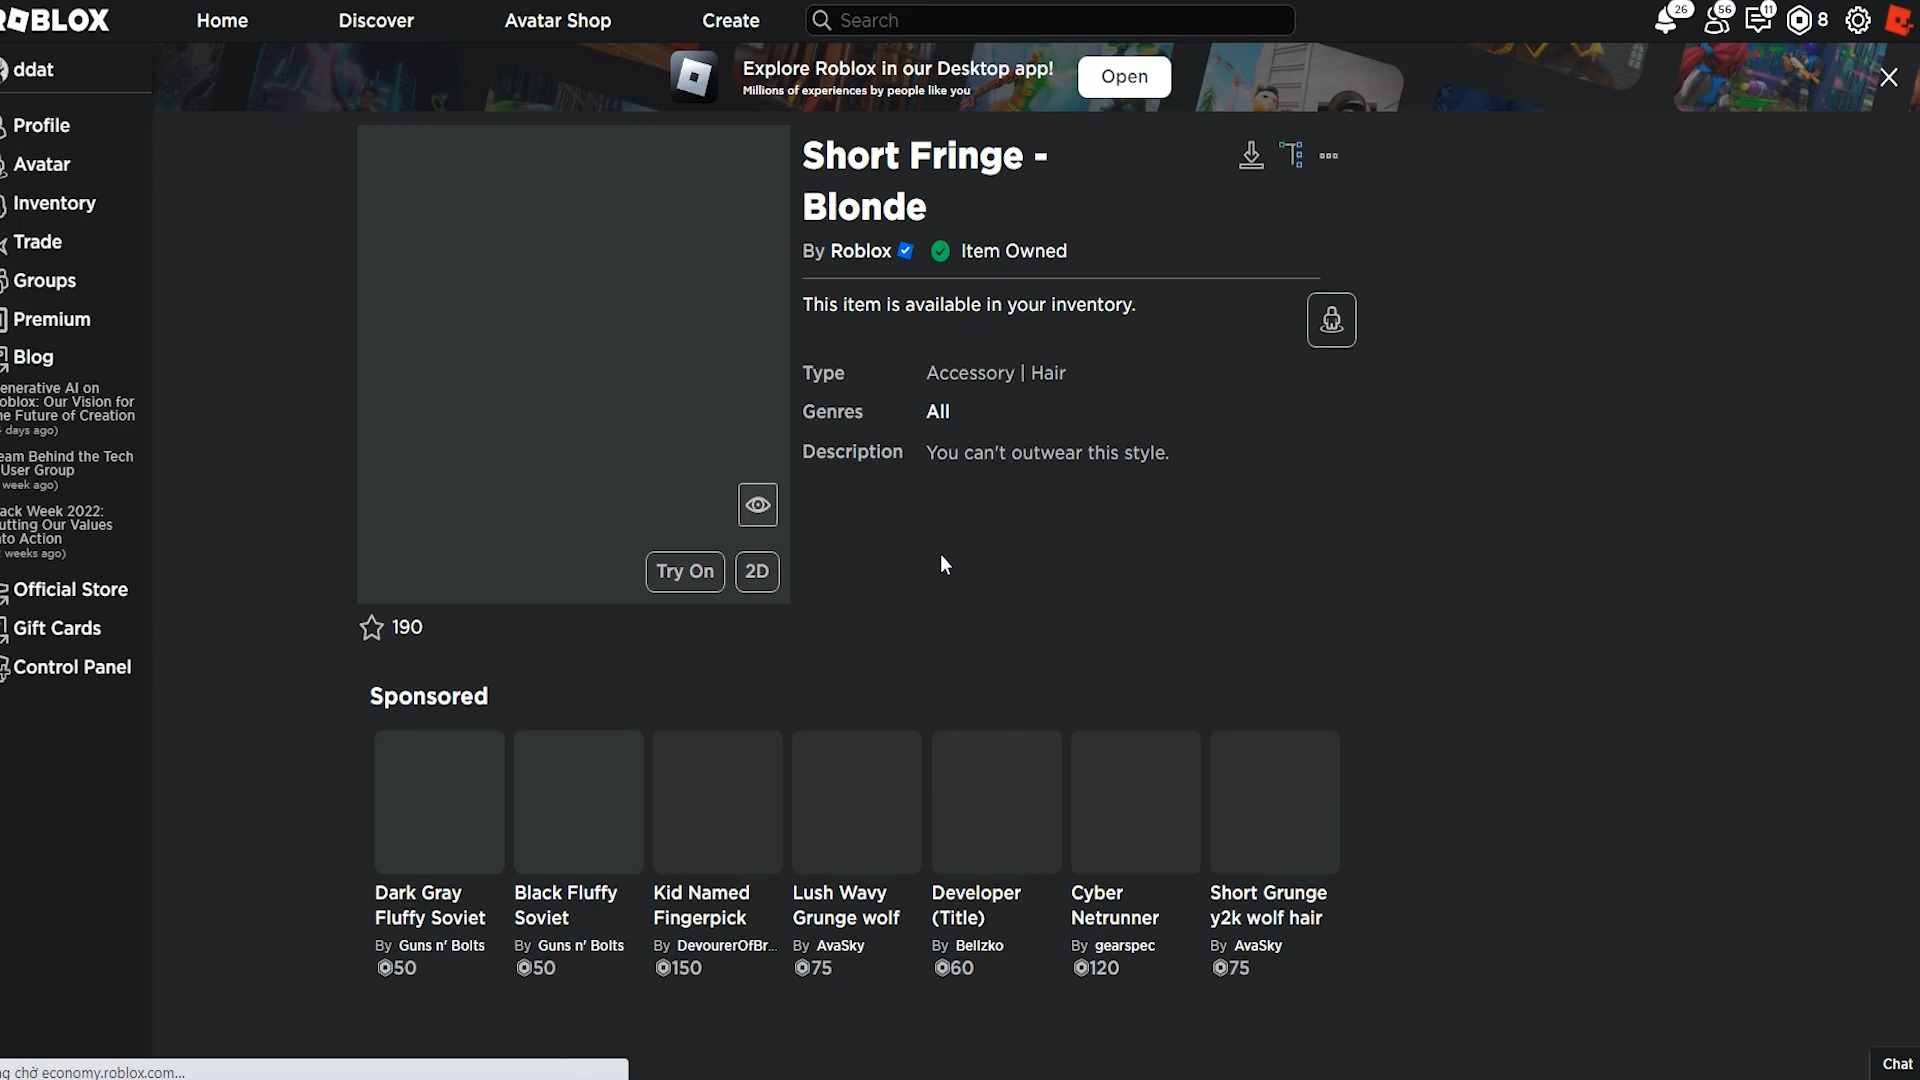 ROBLOX
Home
Discover
Avatar Shop
Create
Search
26
56
11
8
ddat
Explore Roblox in our Desktop app!
Millions of experiences by people like you
Open
Profile
Avatar
Inventory
Trade
Groups
Premium
Blog
enerative AI on
oblox: Our Vision for
he Future of Creation
days ago)
eam Behind the Tech
User Group
week ago)
ack Week 2022:
utting Our Values
nto Action
weeks ago)
Official Store
Gift Cards
Control Panel
Short Fringe -
Blonde
By Roblox
Item Owned
This item is available in your inventory.
Type Accessory | Hair
Genres All
Description You can't outwear this style.
Try On
2D
190
Sponsored
Dark Gray
Fluffy Soviet
By Guns n' Bolts
50
Black Fluffy
Soviet
By Guns n' Bolts
50
Kid Named
Fingerpick
By DevourerOfBr...
150
Lush Wavy
Grunge wolf
By AvaSky
75
Developer
(Title)
By Bellzko
60
Cyber
Netrunner
By gearspec
120
Short Grunge
y2k wolf hair
By AvaSky
75
ng chờ economy.roblox.com...
Chat